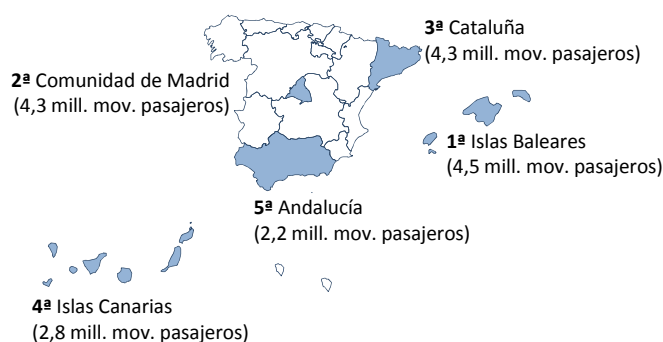 3ª Cataluña
(4,3 mill. mov. pasajeros)
2ª Comunidad de Madrid
(4,3 mill. mov. pasajeros)
1ª Islas Baleares
(4,5 mill. mov. pasajeros)
5ª Andalucía
(2,2 mill. mov. pasajeros)
4ª Islas Canarias
(2,8 mill. mov. pasajeros)